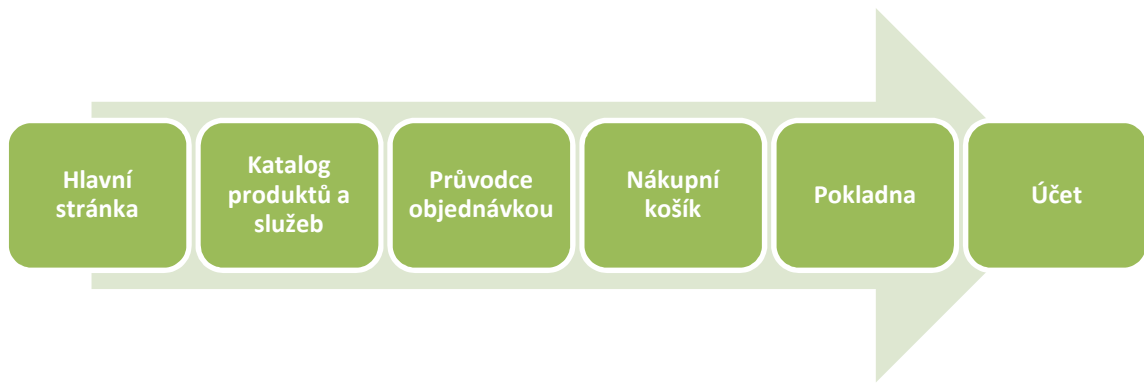 Hlavní
stránka
Katalog
produktů a
služeb
Průvodce
objednávkou
Nákupní
košík
Pokladna
Účet